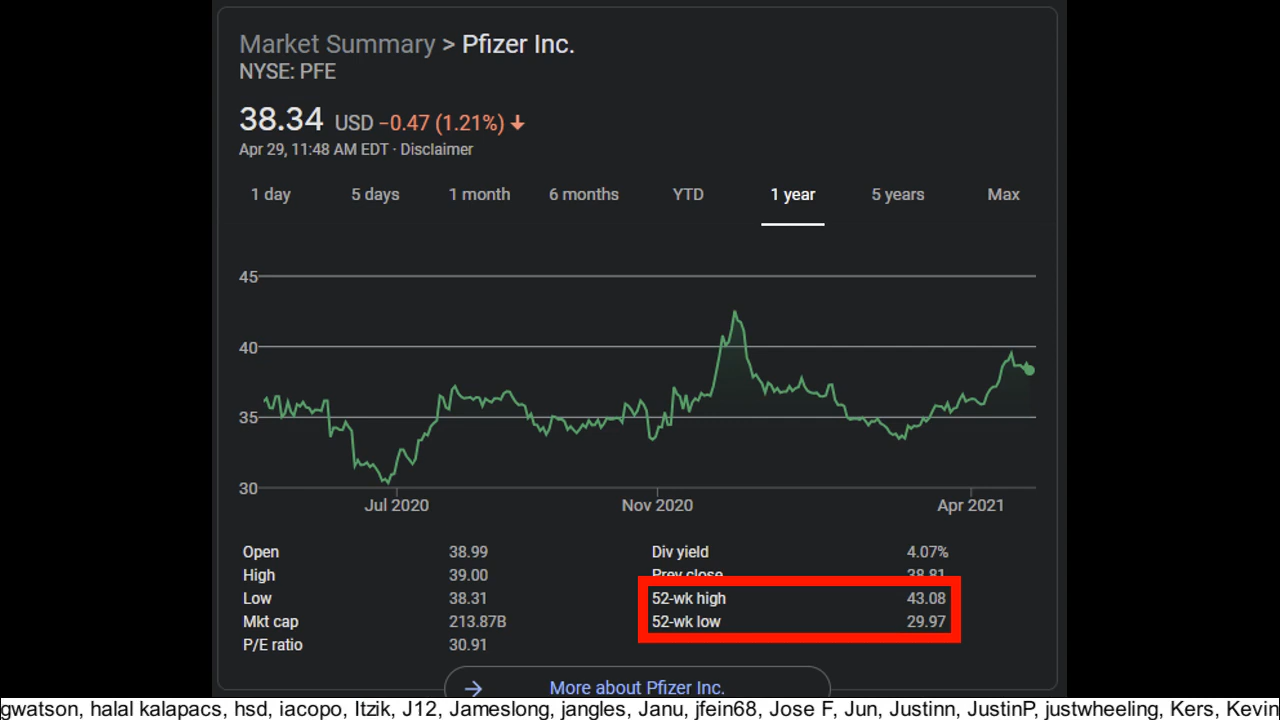 Market Summary > Pfizer Inc.
NYSE: PFE
38.34 USD −0.47 (1.21%)
Apr 29, 11:48 AM EDT · Disclaimer
1 day 5 days 1 month 6 months YTD 1 year 5 years Max
45
40
35
30
Jul 2020 Nov 2020 Apr 2021
Open 38.99 Div yield 4.07%
High 39.00 Prev close 38.81
Low 38.31 52-wk high 43.08
Mkt cap 213.87B 52-wk low 29.97
P/E ratio 30.91
More about Pfizer Inc.
gwatson, halal kalapacs, hsd, iacopo, Itzik, J12, Jameslong, jangles, Janu, jfein68, Jose F, Jun, Justinn, JustinP, justwheeling, Kers, Kevin